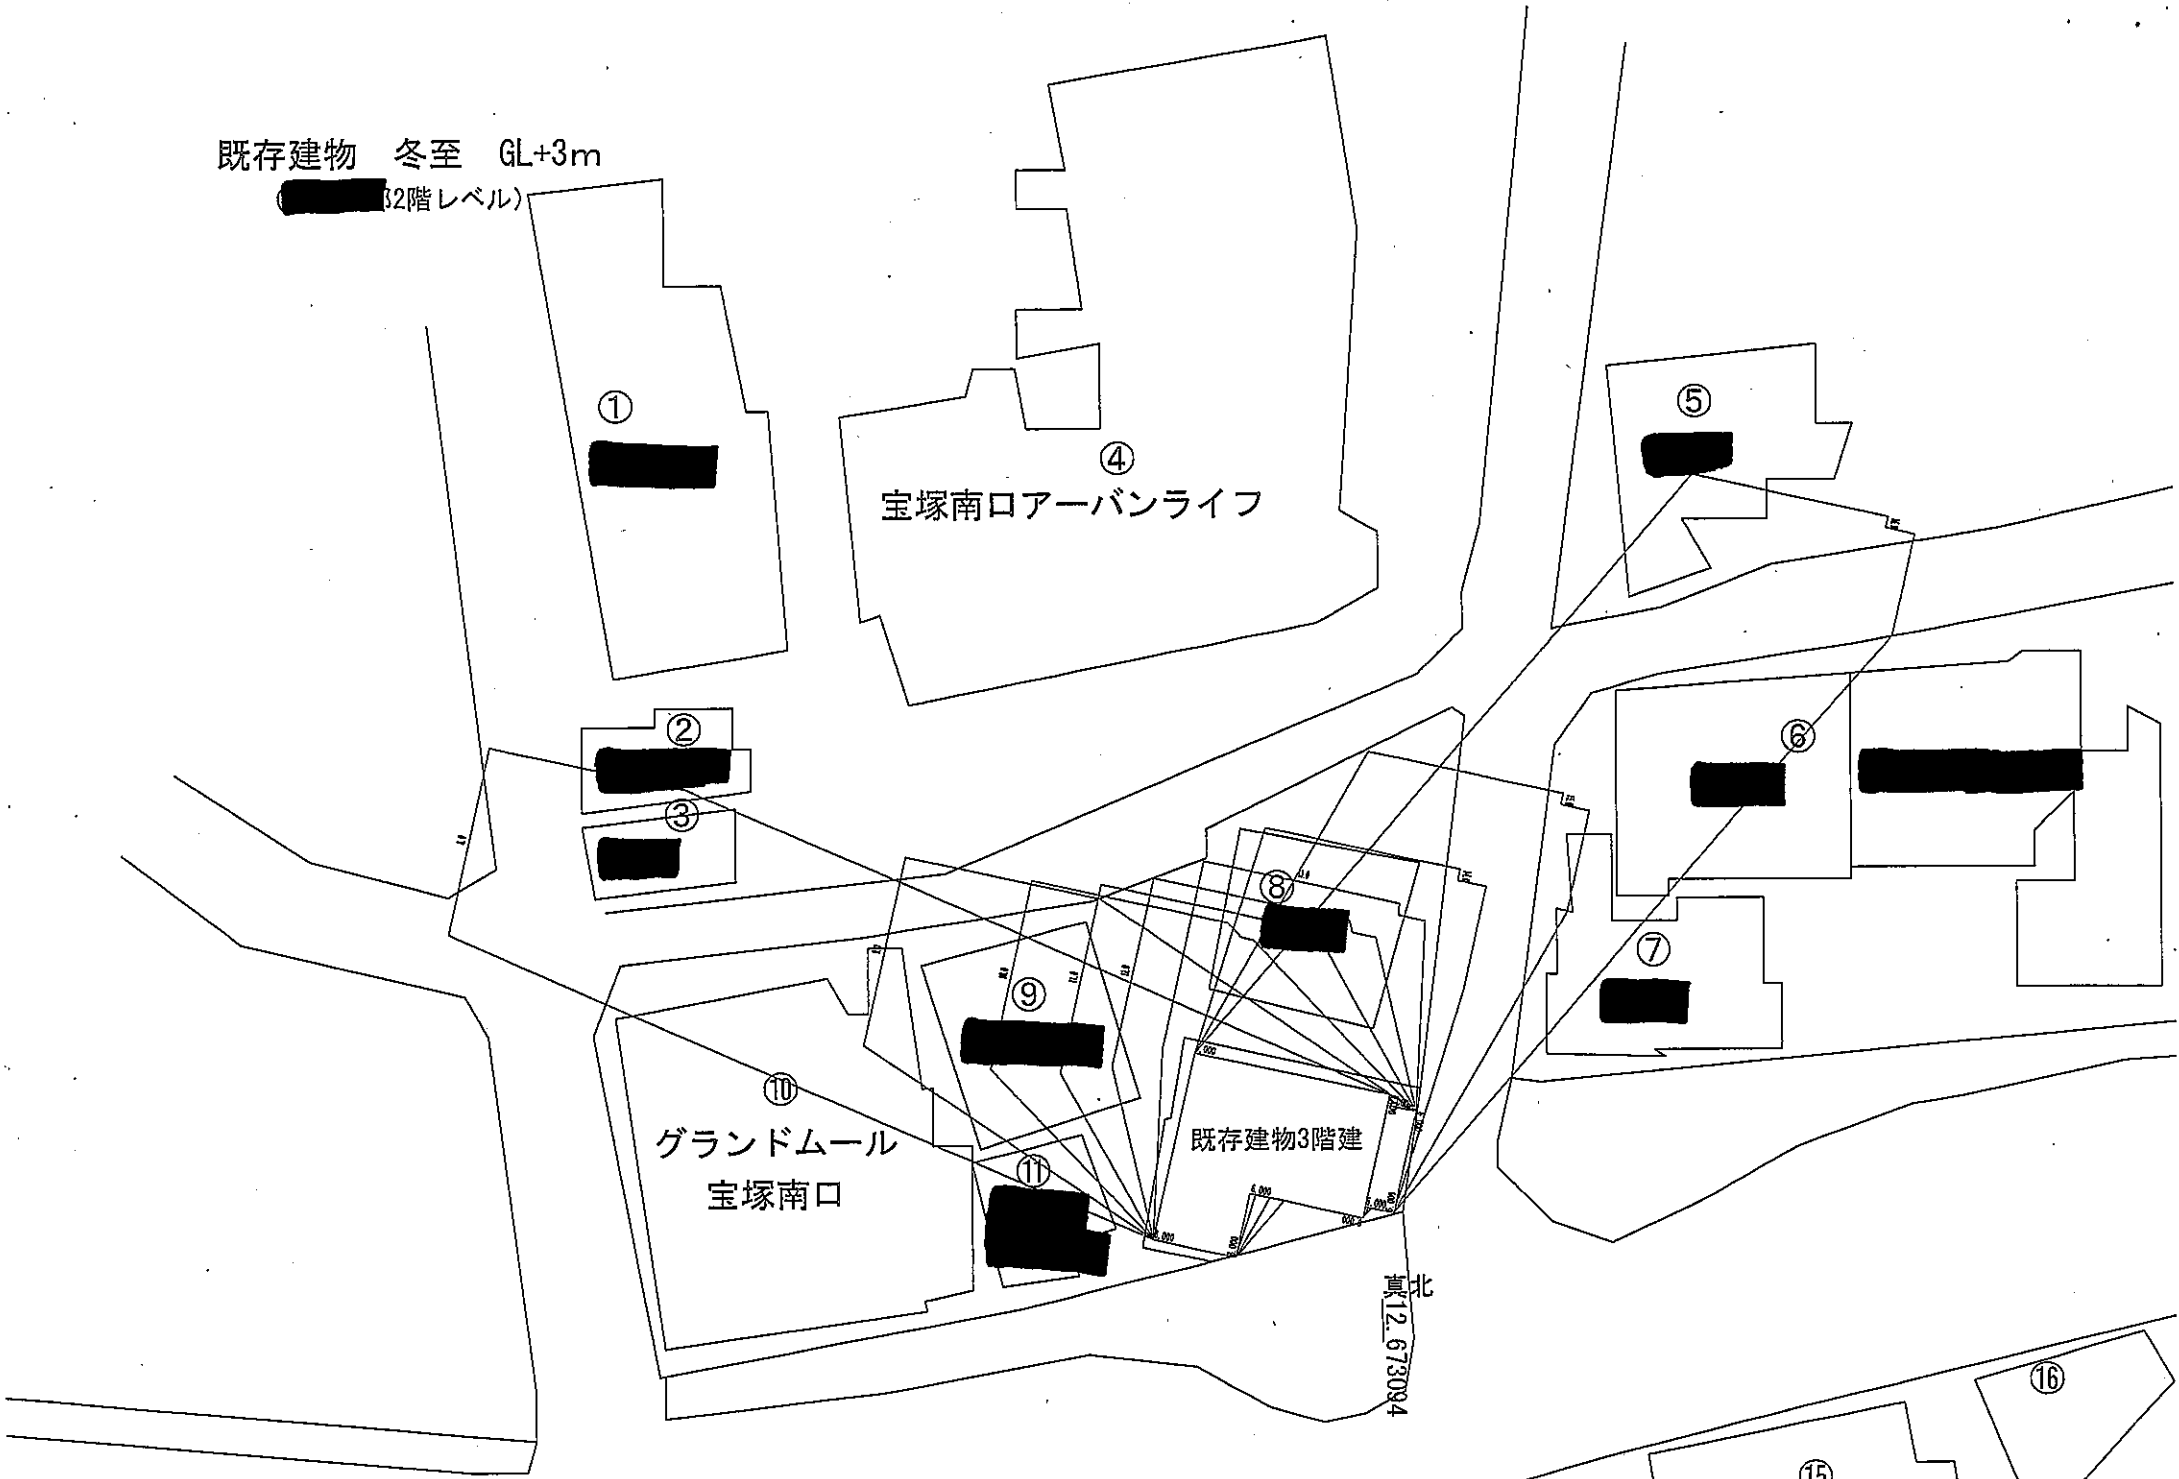 既存建物 冬至 GL+3m
2階レベル)
①
④
宝塚南口アーバンライフ
⑤
②
③
⑥
⑦
⑧
⑨
⑩
グランドムール
宝塚南口
⑪
既存建物3階建
6,000
真北
12.673094
⑯
⑮